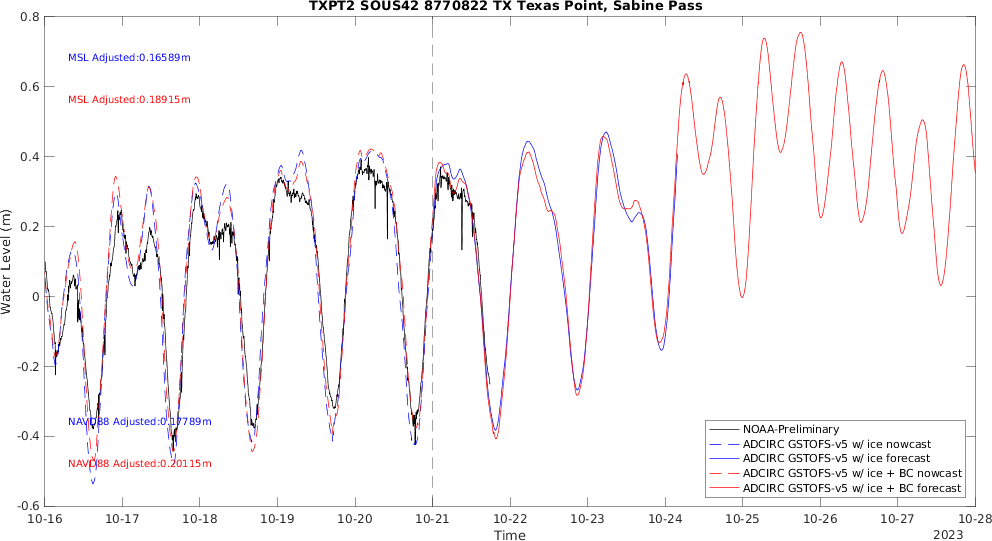 TXPT2 SOUS42 8770822 TX Texas Point, Sabine Pass
0.8
MSL Adjusted:0.16589m
0.6
MSL Adjusted:0.18915m
0.4
0.2
Water Level (m)
0
-0.2
NAVD88 Adjusted:0.17789m
-0.4
NAVD88 Adjusted:0.20115m
-0.6
NOAA-Preliminary
ADCIRC GSTOFS-v5 w/ ice nowcast
ADCIRC GSTOFS-v5 w/ ice forecast
ADCIRC GSTOFS-v5 w/ ice + BC nowcast
ADCIRC GSTOFS-v5 w/ ice + BC forecast
10-16 10-17 10-18 10-19 10-20 10-21 10-22 10-23 10-24 10-25 10-26 10-27 10-28
Time
2023